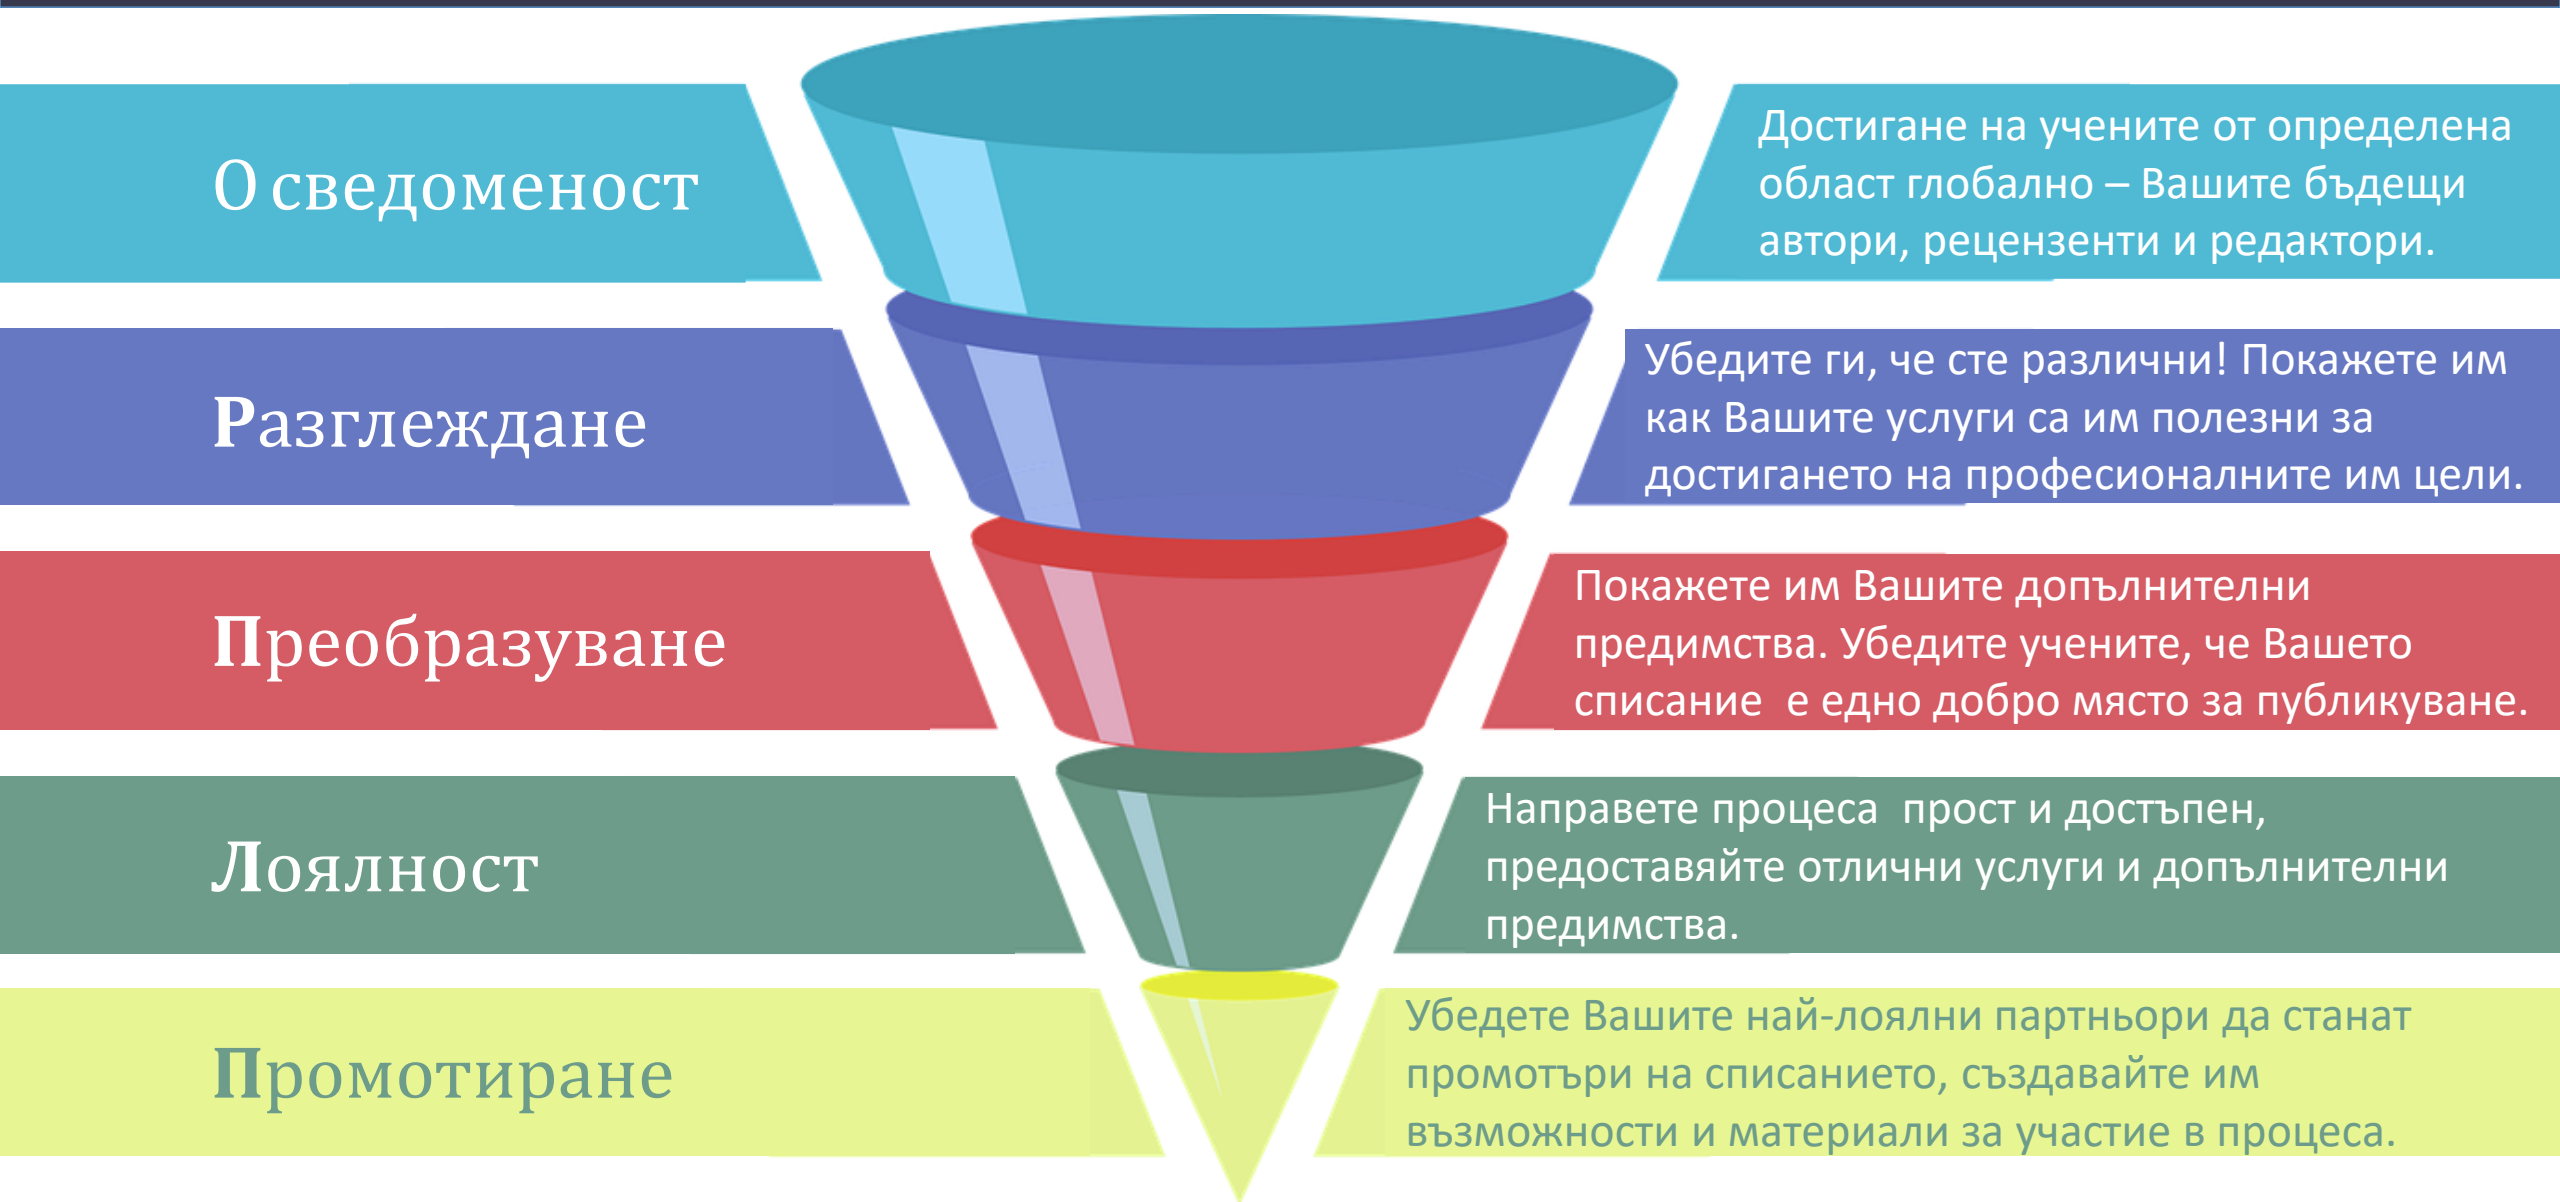 Осведоменост
Достигане на учените от определена
област глобално – Вашите бъдещи
автори, рецензенти и редактори.
Разглеждане
Убедите ги, че сте различни! Покажете им
как Вашите услуги са им полезни за
достигането на професионалните им цели.
Преобразуване
Покажете им Вашите допълнителни
предимства. Убедите учените, че Вашето
списание е едно добро място за публикуване.
Лоялност
Направете процеса прост и достъпен,
предоставяйте отлични услуги и допълнителни
предимства.
Промотиране
Убедете Вашите най-лоялни партньори да станат
промотъри на списанието, създавайте им
възможности и материали за участие в процеса.